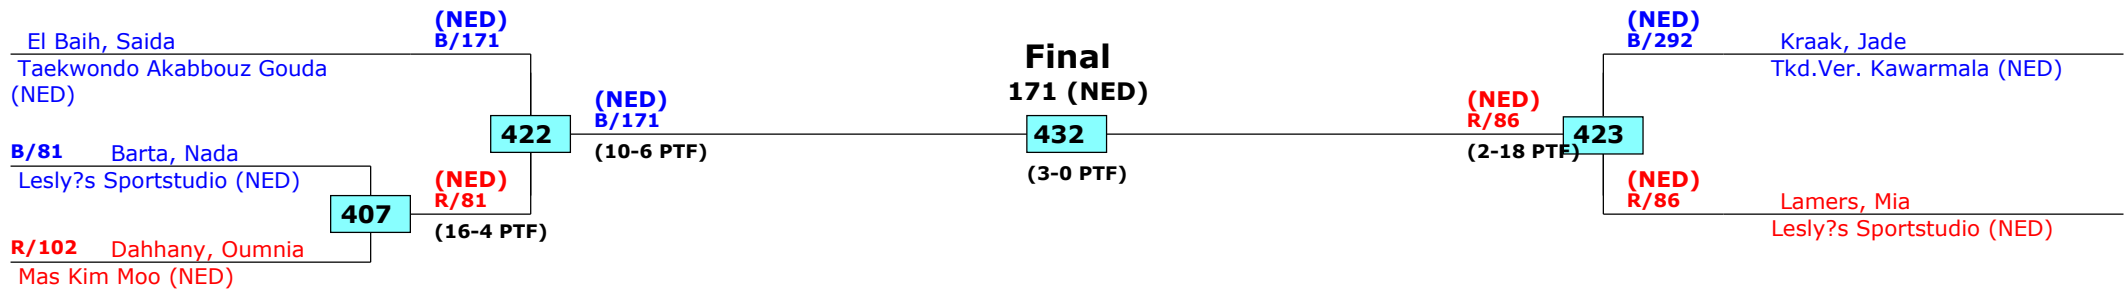 (NED)
El Baih, Saida
B/171
Taekwondo Akabbouz Gouda
(NED)
B/81
Barta, Nada
Lesly?s Sportstudio (NED)
407
R/102
Dahhany, Oumnia
Mas Kim Moo (NED)
(NED)
R/81
(16-4 PTF)
422
(NED)
B/171
(10-6 PTF)
Final
171 (NED)
432
(3-0 PTF)
(NED)
R/86
(2-18 PTF)
423
(NED)
B/292
Kraak, Jade
Tkd.Ver. Kawarmala (NED)
(NED)
R/86
Lamers, Mia
Lesly?s Sportstudio (NED)